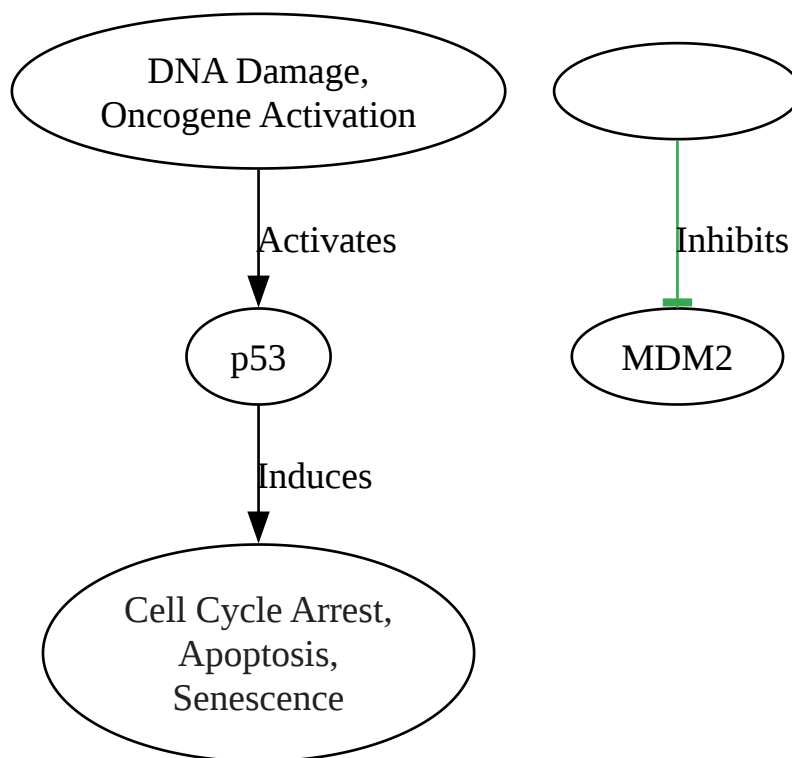 DNA Damage,
Oncogene Activation
Activates
Inhibits
p53
MDM2
Induces
Cell Cycle Arrest,
Apoptosis,
Senescence